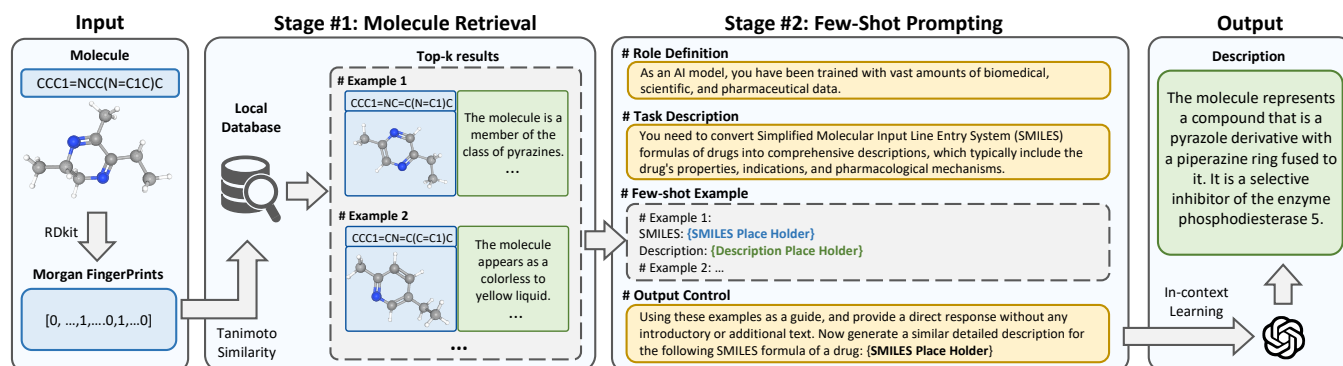 Input
Molecule
CCC1=NCC(N=C1C)C
RDkit
Morgan FingerPrints
[0, …,1,….0,1,…0]
Stage #1: Molecule Retrieval
Local
Database
Tanimoto
Similarity
Top-k results
# Example 1
CCC1=NC=C(N=C1)C
The molecule is a
member of the
class of pyrazines.
…
# Example 2
CCC1=CN=C(C=C1)C
The molecule
appears as a
colorless to
yellow liquid.
…
…
Stage #2: Few-Shot Prompting
# Role Definition
As an AI model, you have been trained with vast amounts of biomedical,
scientific, and pharmaceutical data.
# Task Description
You need to convert Simplified Molecular Input Line Entry System (SMILES)
formulas of drugs into comprehensive descriptions, which typically include the
drug's properties, indications, and pharmacological mechanisms.
# Few-shot Example
# Example 1:
SMILES: {SMILES Place Holder}
Description: {Description Place Holder}
# Example 2: …
# Output Control
Using these examples as a guide, and provide a direct response without any
introductory or additional text. Now generate a similar detailed description for
the following SMILES formula of a drug: {SMILES Place Holder}
Output
Description
The molecule represents
a compound that is a
pyrazole derivative with
a piperazine ring fused to
it. It is a selective
inhibitor of the enzyme
phosphodiesterase 5.
In-context
Learning